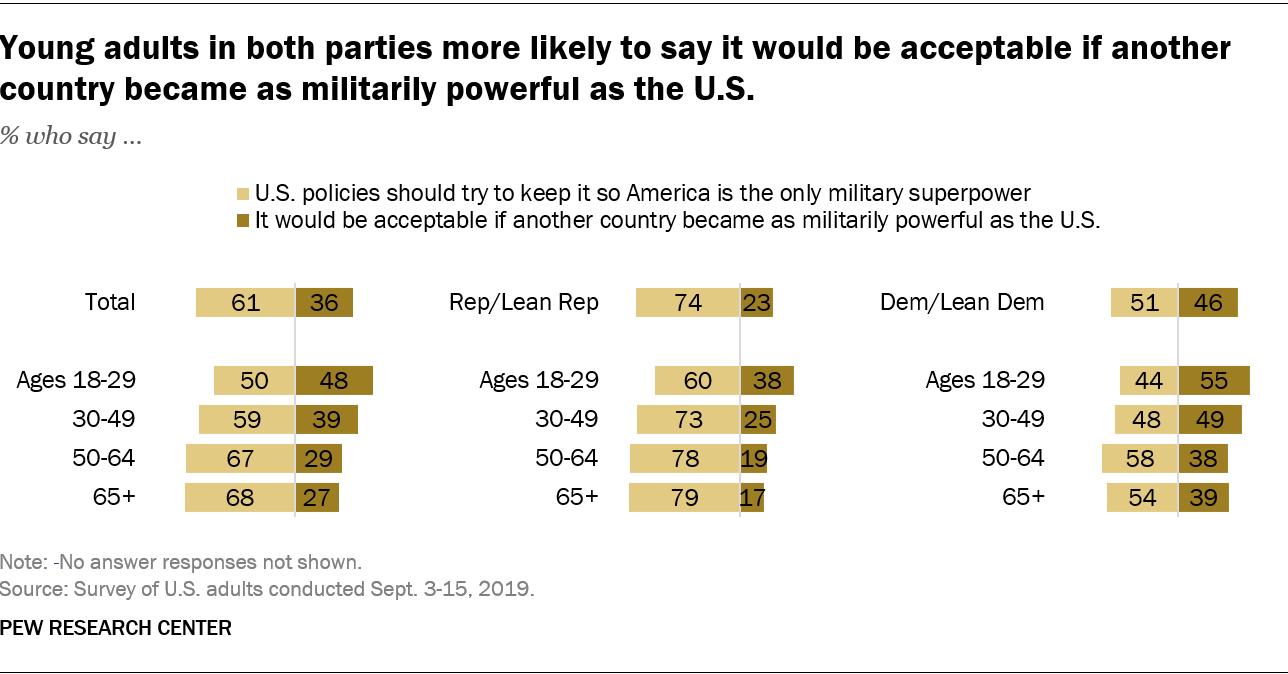 Young adults in both parties more likely to say it would be acceptable if another
country became as militarily powerful as the U.S.
% who say ...
U.S. policies should try to keep it so America is the only military superpower
It would be acceptable if another country became as militarily powerful as the U.S.
Total 61 36 Rep/Lean Rep 74 23 Dem/Lean Dem 51 46
Ages 18-29 50 48 Ages 18-29 60 38 Ages 18-29 44 55
30-49 59 39 30-49 73 25 30-49 48 49
50-64 67 29 50-64 78 19 50-64 58 38
65+ 68 27 65+ 79 17 65+ 54 39
Note: -No answer responses not shown.
Source: Survey of U.S. adults conducted Sept. 3-15, 2019.
PEW RESEARCH CENTER